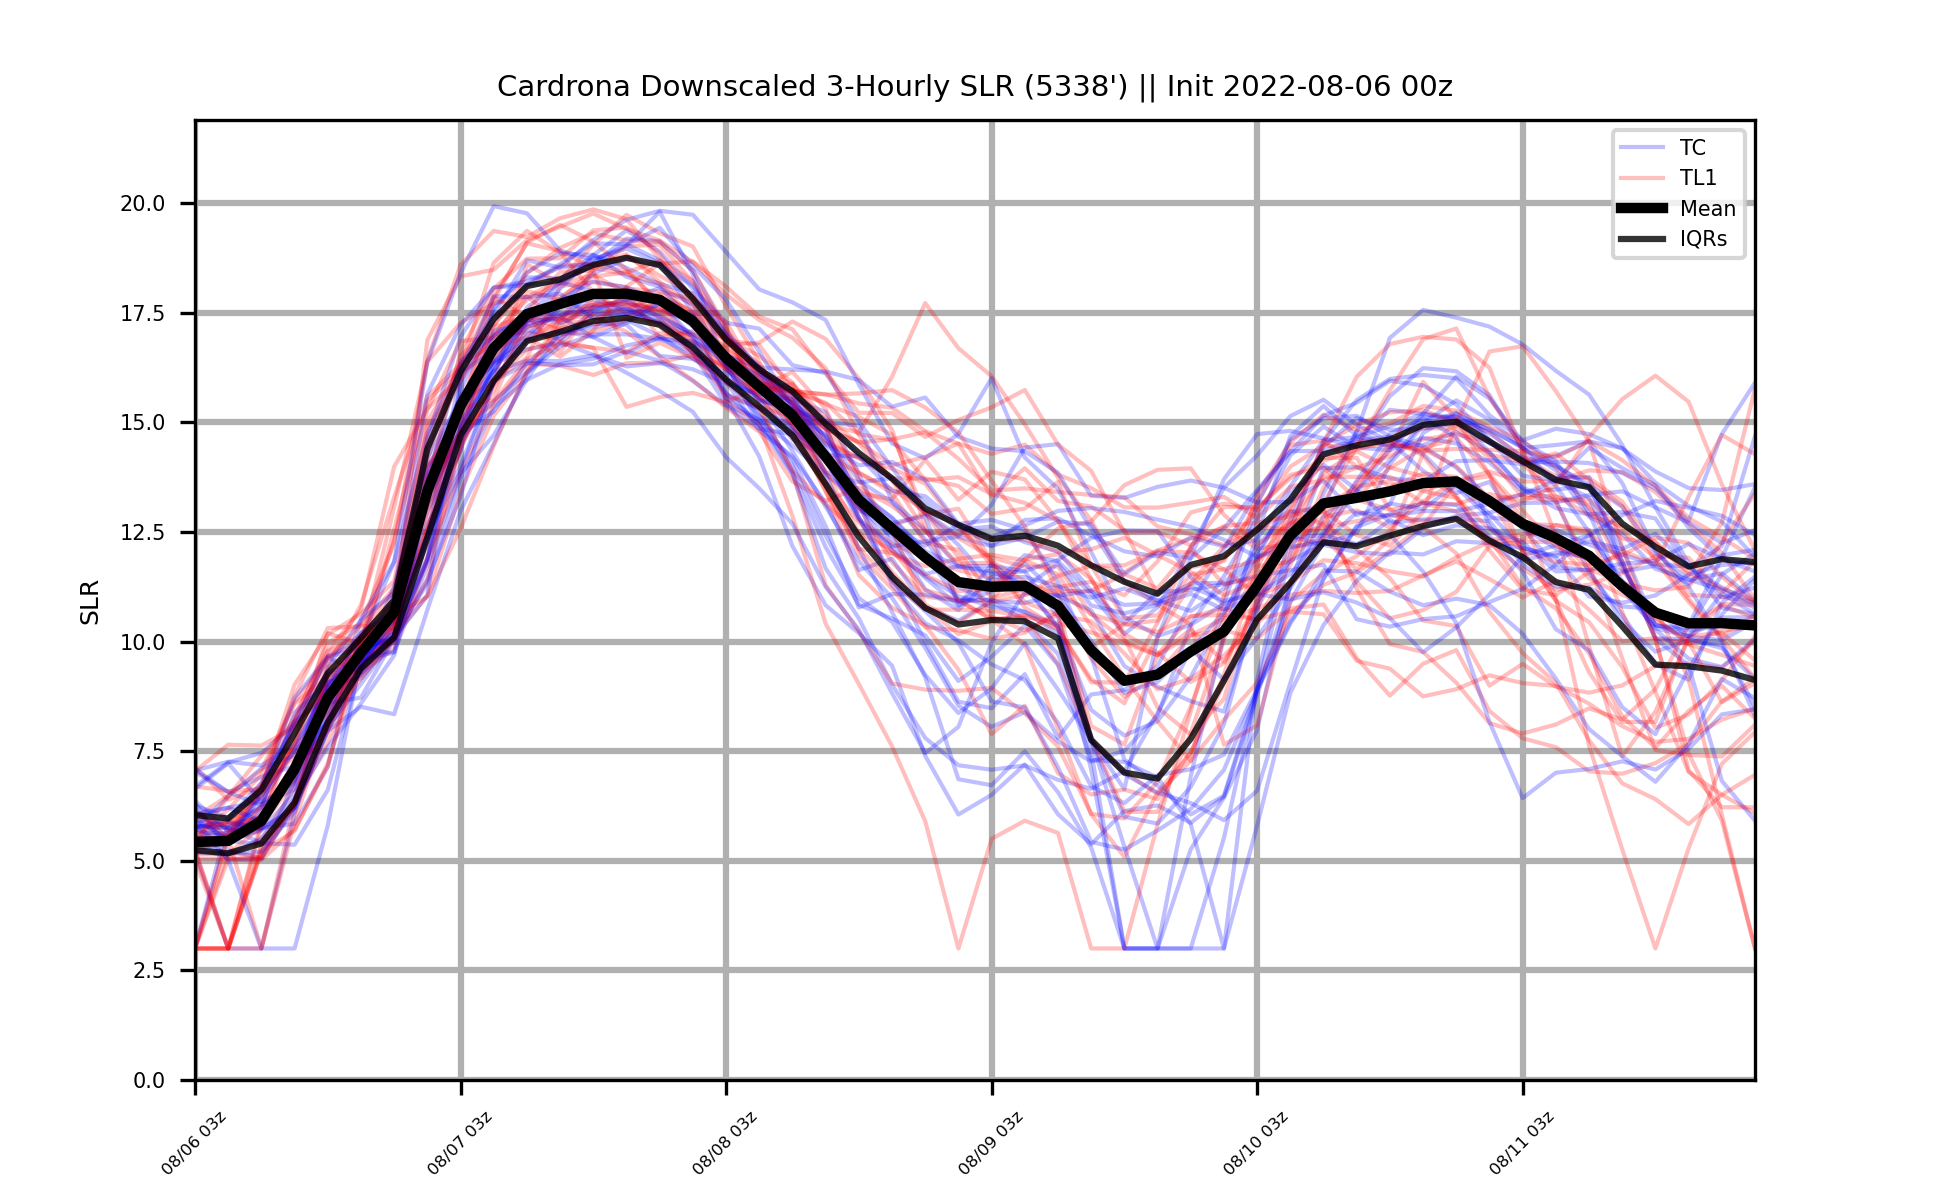 Cardrona Downscaled 3-Hourly SLR (5338') || Init 2022-08-06 00z
TC
TL1
Mean
IQRs
SLR
20.0
17.5
15.0
12.5
10.0
7.5
5.0
2.5
0.0
08/06 03z
08/07 03z
08/08 03z
08/09 03z
08/10 03z
08/11 03z